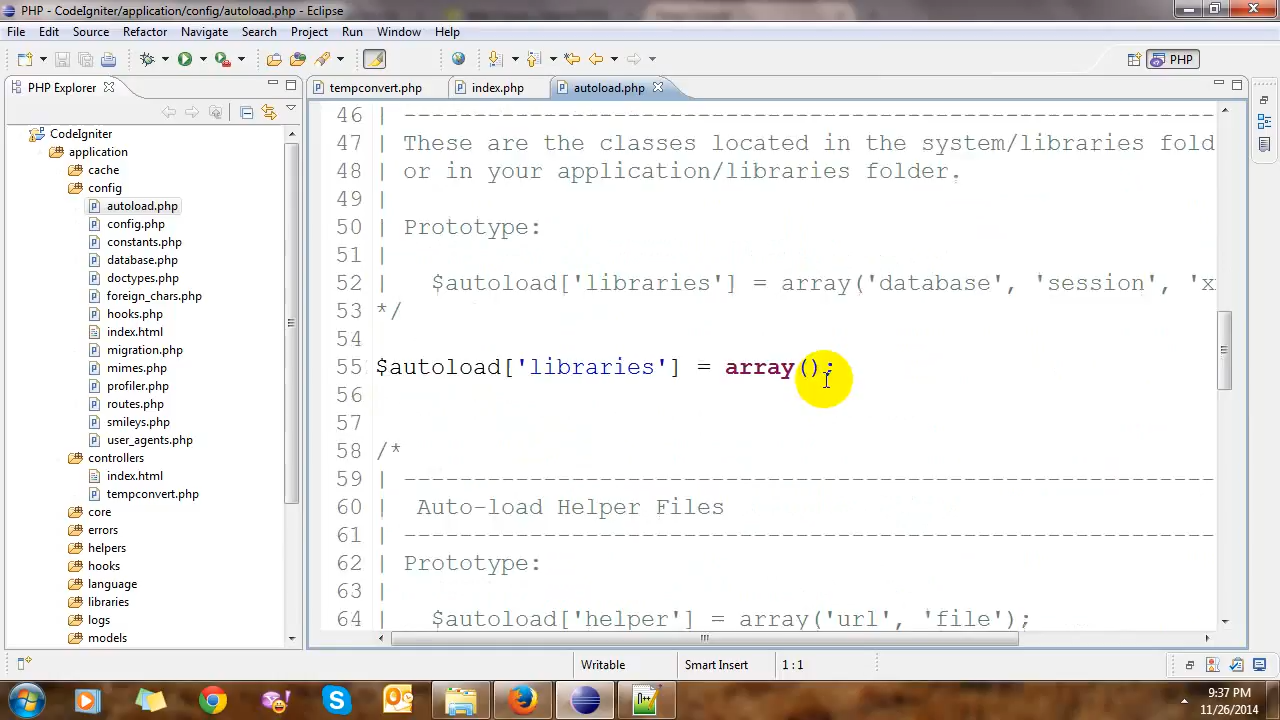 PHP - CodeIgniter/application/config/autoload.php - Eclipse
File Edit Source Refactor Navigate Search Project Run Window Help
PHP
PHP Explorer
CodeIgniter
application
cache
config
autoload.php
config.php
constants.php
database.php
doctypes.php
foreign_chars.php
hooks.php
index.html
migration.php
mimes.php
profiler.php
routes.php
smileys.php
user_agents.php
controllers
index.html
tempconvert.php
core
errors
helpers
hooks
language
libraries
logs
models
tempconvert.php index.php autoload.php
46 | ----------------------------------------------------------
47 | These are the classes located in the system/libraries fold
48 | or in your application/libraries folder.
49 |
50 | Prototype:
51 |
52 | $autoload['libraries'] = array('database', 'session', 'x
53 */
54
55 $autoload['libraries'] = array();
56
57
58 /*
59 | ----------------------------------------------------------
60 | Auto-load Helper Files
61 | ----------------------------------------------------------
62 | Prototype:
63 |
64 | $autoload['helper'] = array('url', 'file');
Writable Smart Insert 1 : 1
9:37 PM
11/26/2014